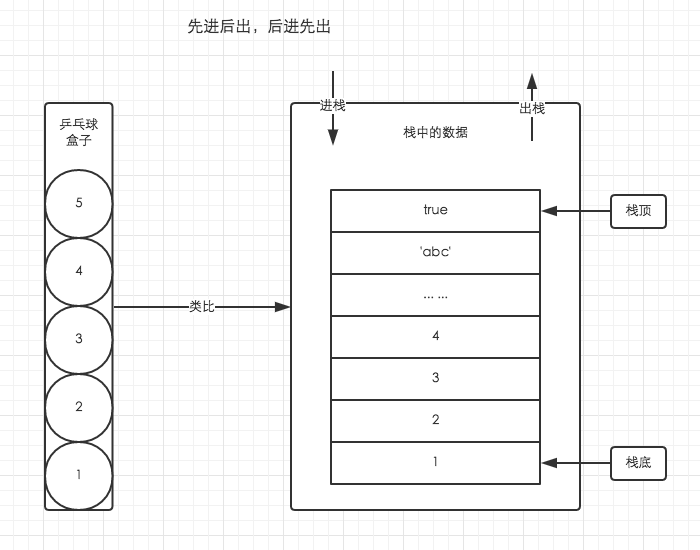 先进后出，后进先出
乒乓球
盒子
5
4
3
2
1
类比
进栈
出栈
栈中的数据
true
'abc'
... ...
4
3
2
1
栈顶
栈底